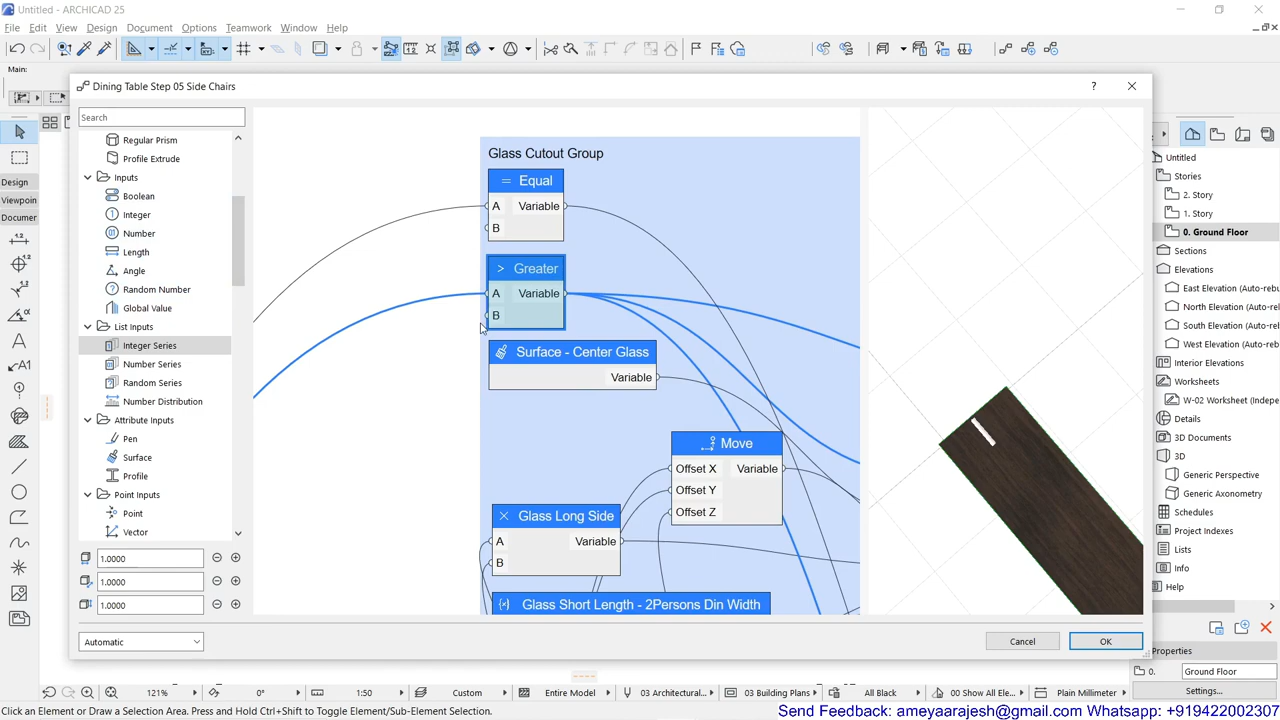 Untitled - ARCHICAD 25
File Edit View Design Document Options Teamwork Window Help
Main:
Dining Table Step 05 Side Chairs
Search
Design
Viewpoin
Documer
Regular Prism
Profile Extrude
Inputs
Boolean
Integer
Number
Length
Angle
Random Number
Global Value
List Inputs
Integer Series
Number Series
Random Series
Number Distribution
Attribute Inputs
Pen
Surface
Profile
Point Inputs
Point
Vector
1.0000
1.0000
1.0000
Automatic
Glass Cutout Group
= Equal
A Variable
B
> Greater
A Variable
B
Surface - Center Glass
Variable
Move
Offset X Variable
Offset Y
Offset Z
Glass Long Side
A Variable
B
{x} Glass Short Length - 2Persons Din Width
Cancel
OK
Untitled
Stories
2. Story
1. Story
0. Ground Floor
Sections
Elevations
East Elevation (Auto-reb
North Elevation (Auto-rebu
South Elevation (Auto-reb
West Elevation (Auto-reb
Interior Elevations
Worksheets
W-02 Worksheet (Indepe
Details
3D Documents
3D
Generic Perspective
Generic Axonometry
Schedules
Project Indexes
Lists
Info
Help
Properties
0. Ground Floor
Settings...
121% 0° 1:50 Custom Entire Model 03 Architectural... 03 Building Plans All Black 00 Show All Ele... Plain Millimeter
Click an Element or Draw a Selection Area. Press and Hold Ctrl+Shift to Toggle Element/Sub-Element Selection.
Send Feedback: ameyaarajesh@gmail.com Whatsapp: +919422002307